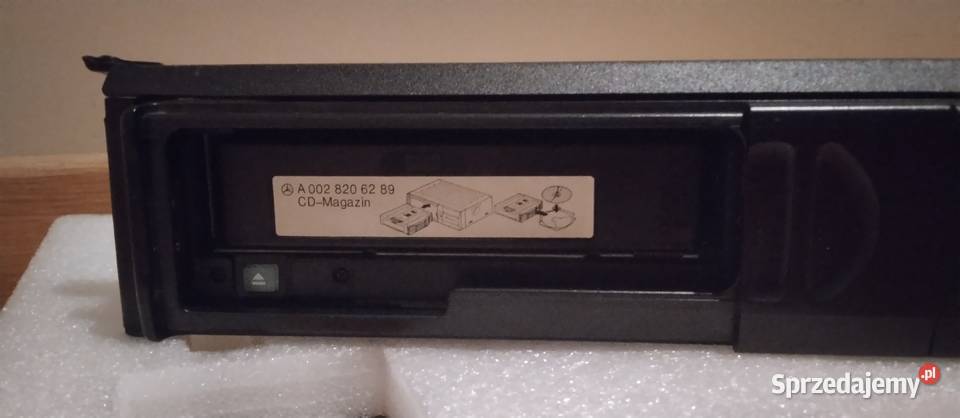 A 002 820 62 89
CD-Magazin
Sprzedajemy.pl